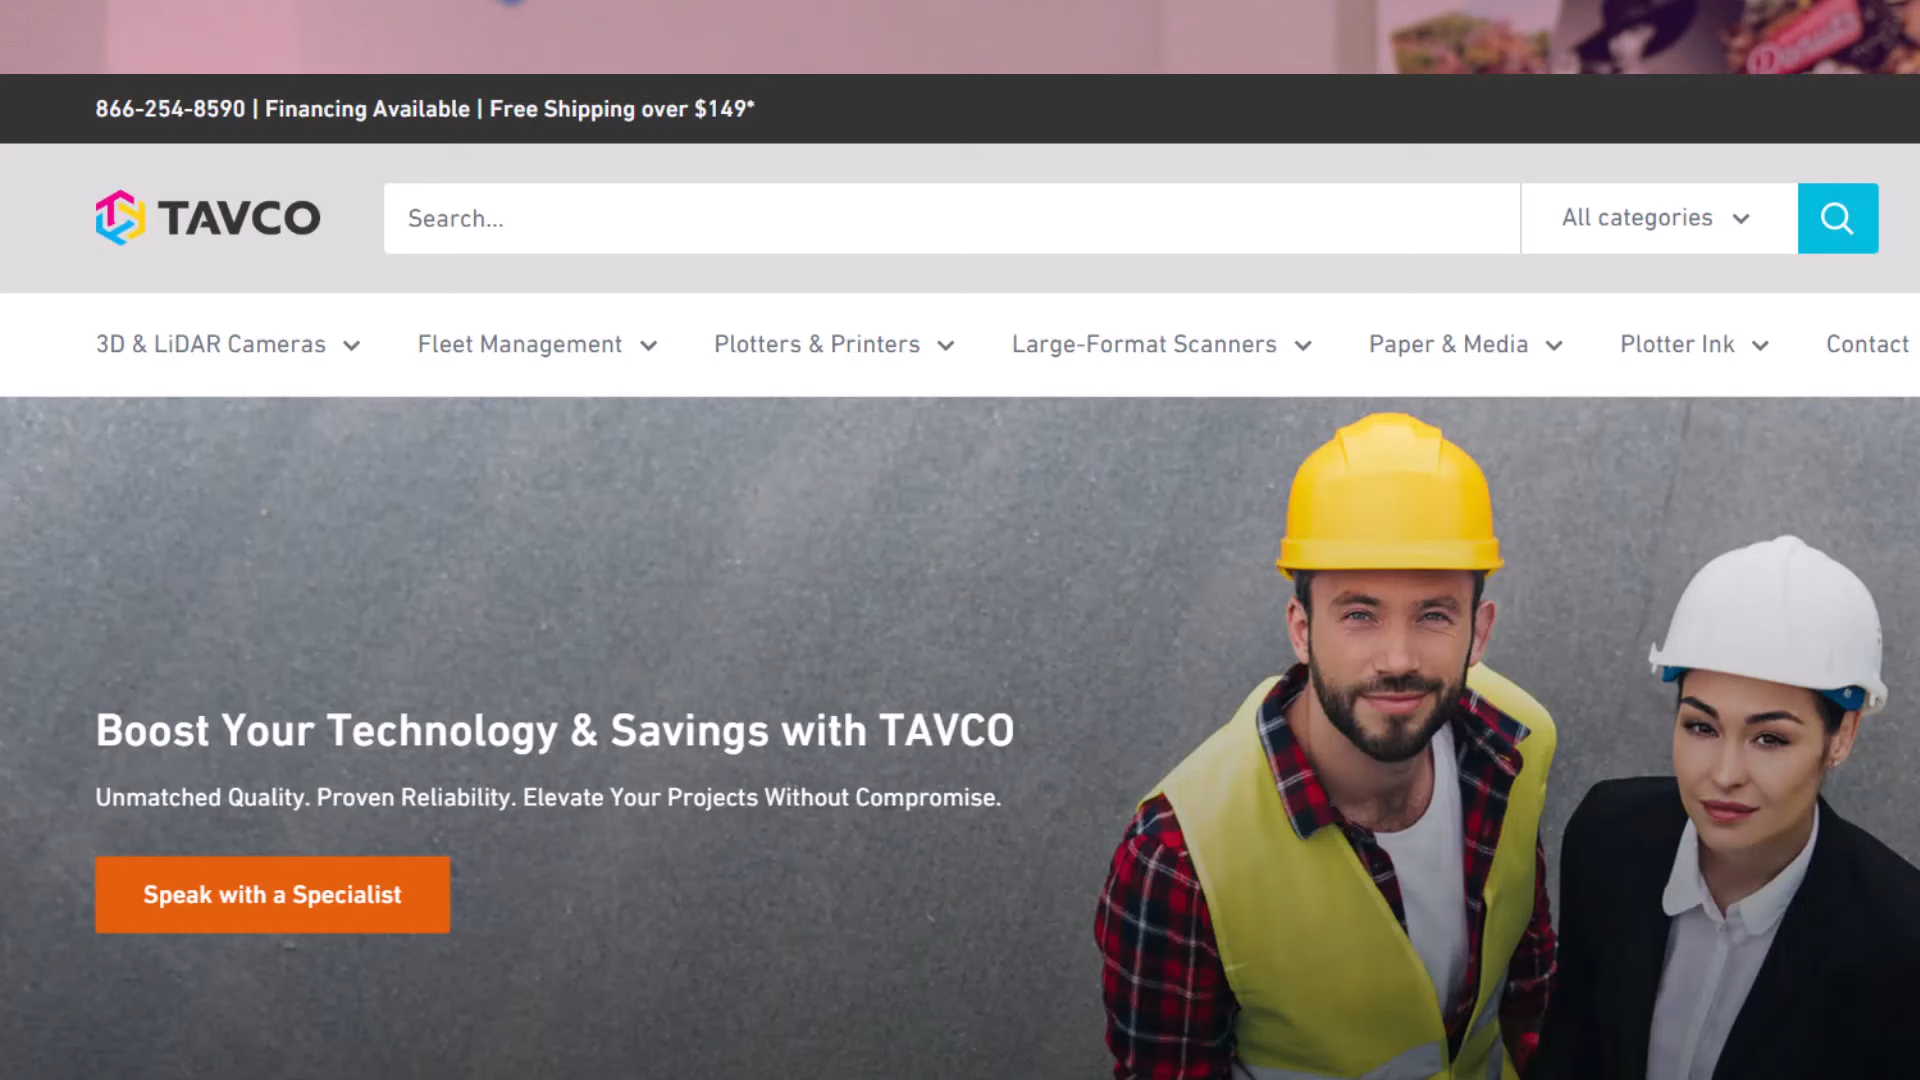 Donuts
866-254-8590 | Financing Available | Free Shipping over $149*
TAVCO
Search...
All categories
3D & LiDAR Cameras
Fleet Management
Plotters & Printers
Large-Format Scanners
Paper & Media
Plotter Ink
Contact
Boost Your Technology & Savings with TAVCO
Unmatched Quality. Proven Reliability. Elevate Your Projects Without Compromise.
Speak with a Specialist